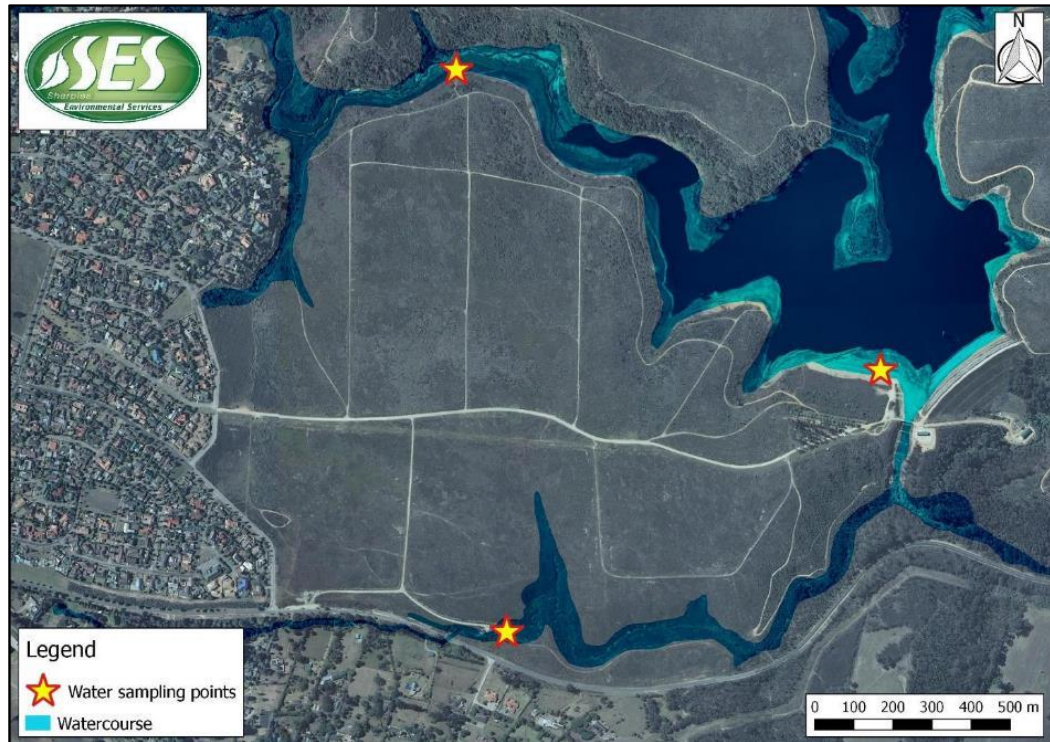 SES
Sharples
Environmental Services
N
Legend
Water sampling points
Watercourse
0 100 200 300 400 500 m